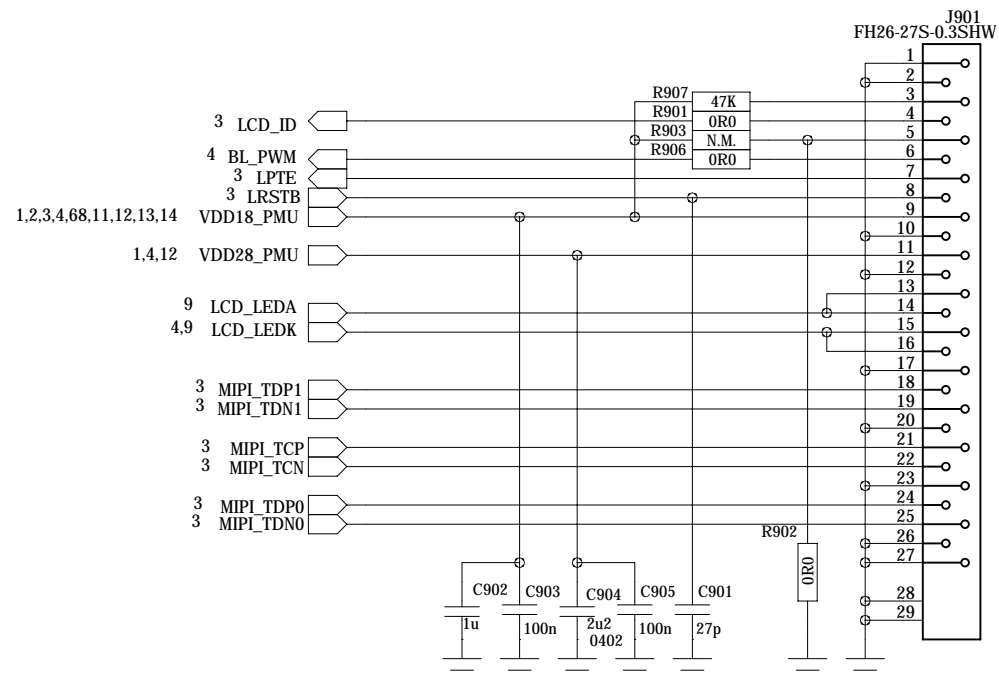 J901
FH26-27S-0.3SHW
1
2
R907 47K 3
3 LCD_ID R901 0R0 4
R903 N.M. 5
4 BL_PWM R906 0R0 6
3 LPTE 7
3 LRSTB 8
1,2,3,4,68,11,12,13,14 VDD18_PMU 9
10
1,4,12 VDD28_PMU 11
12
13
9 LCD_LEDA 14
4,9 LCD_LEDK 15
16
17
3 MIPI_TDP1 18
3 MIPI_TDN1 19
20
3 MIPI_TCP 21
3 MIPI_TCN 22
23
3 MIPI_TDP0 24
3 MIPI_TDN0 25
R902 26
0R0 27
C902 C903 C904 C905 C901 28
1u 100n 2u2 100n 27p 29
0402